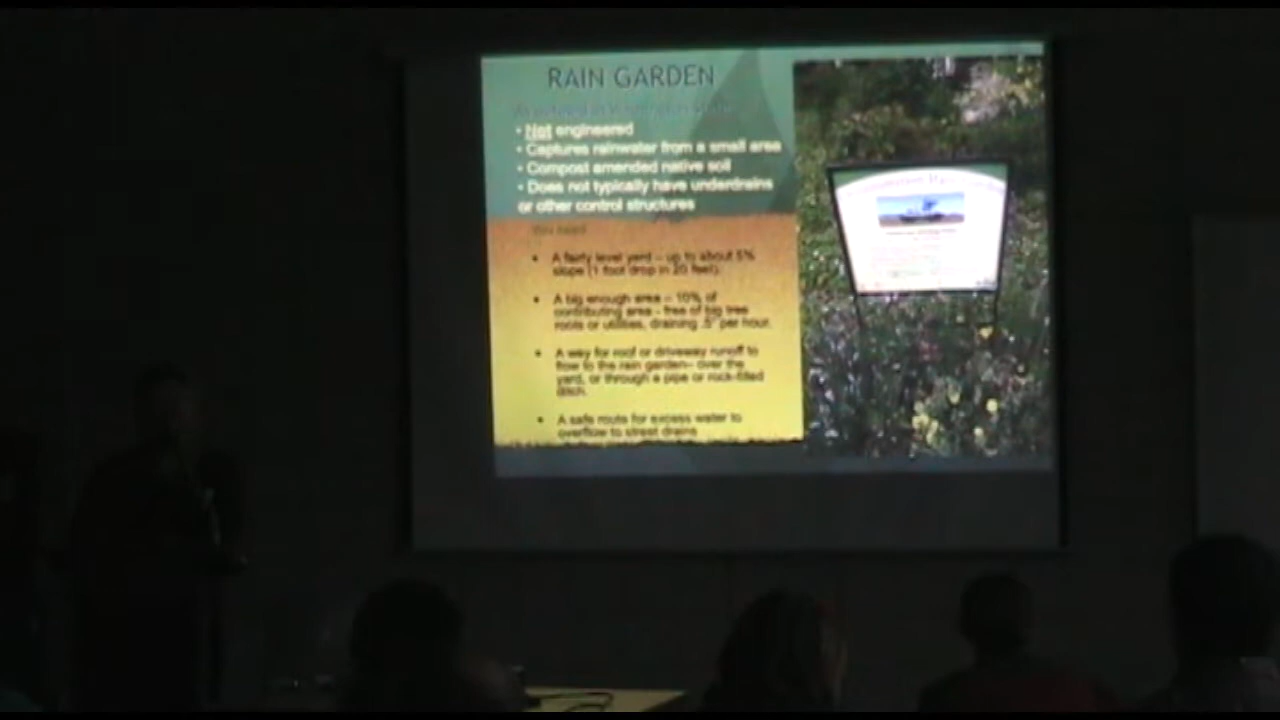 RAIN GARDEN
• Not engineered
• Captures rainwater from a small area
• Compost amended native soil
• Does not typically have underdrains
or other control structures
You need
• A fairly level yard – up to about 5%
slope (1 foot drop in 20 feet).
• A big enough area – 10% of
contributing area - free of big tree
roots or utilities, draining .5" per hour.
• A way for roof or driveway runoff to
flow to the rain garden– over the
yard, or through a pipe or rock-filled
ditch.
• A safe route for excess water to
overflow to street drains